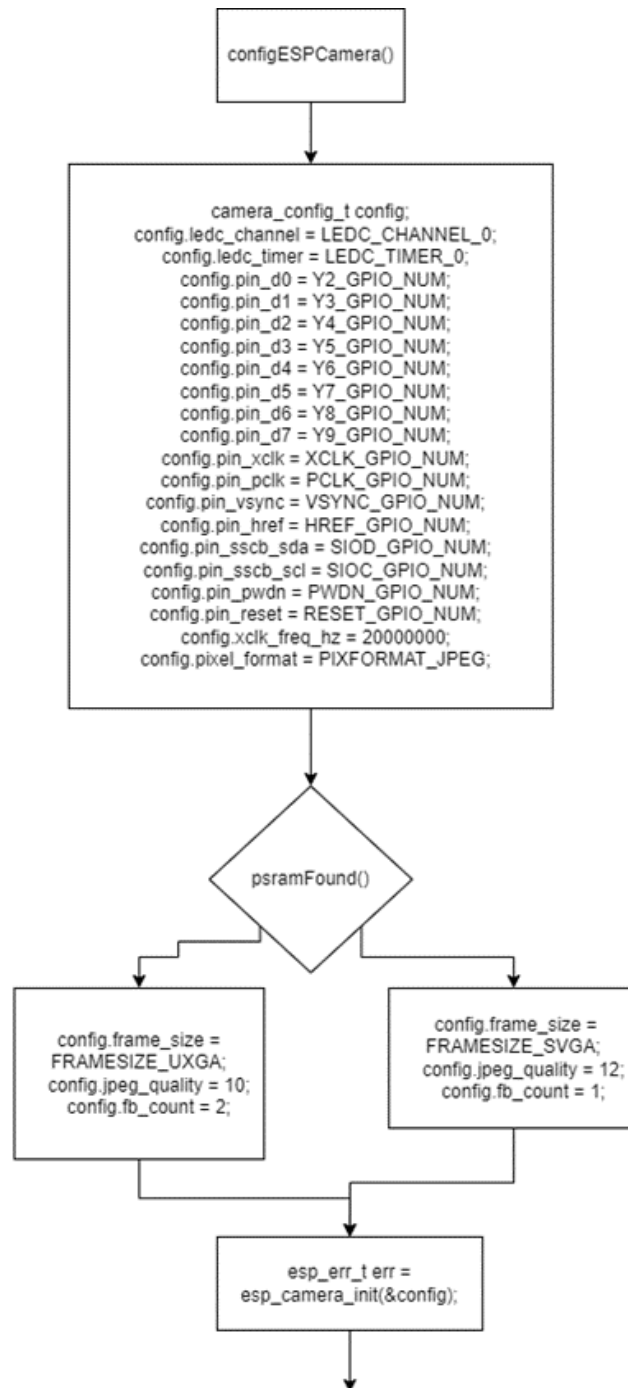 configESPCamera()
camera_config_t config;
config.ledc_channel = LEDC_CHANNEL_0;
config.ledc_timer = LEDC_TIMER_0;
config.pin_d0 = Y2_GPIO_NUM;
config.pin_d1 = Y3_GPIO_NUM;
config.pin_d2 = Y4_GPIO_NUM;
config.pin_d3 = Y5_GPIO_NUM;
config.pin_d4 = Y6_GPIO_NUM;
config.pin_d5 = Y7_GPIO_NUM;
config.pin_d6 = Y8_GPIO_NUM;
config.pin_d7 = Y9_GPIO_NUM;
config.pin_xclk = XCLK_GPIO_NUM;
config.pin_pclk = PCLK_GPIO_NUM;
config.pin_vsync = VSYNC_GPIO_NUM;
config.pin_href = HREF_GPIO_NUM;
config.pin_sscb_sda = SIOD_GPIO_NUM;
config.pin_sscb_scl = SIOC_GPIO_NUM;
config.pin_pwdn = PWDN_GPIO_NUM;
config.pin_reset = RESET_GPIO_NUM;
config.xclk_freq_hz = 20000000;
config.pixel_format = PIXFORMAT_JPEG;
psramFound()
config.frame_size =
FRAMESIZE_UXGA;
config.jpeg_quality = 10;
config.fb_count = 2;
config.frame_size =
FRAMESIZE_SVGA;
config.jpeg_quality = 12;
config.fb_count = 1;
esp_err_t err =
esp_camera_init(&config);